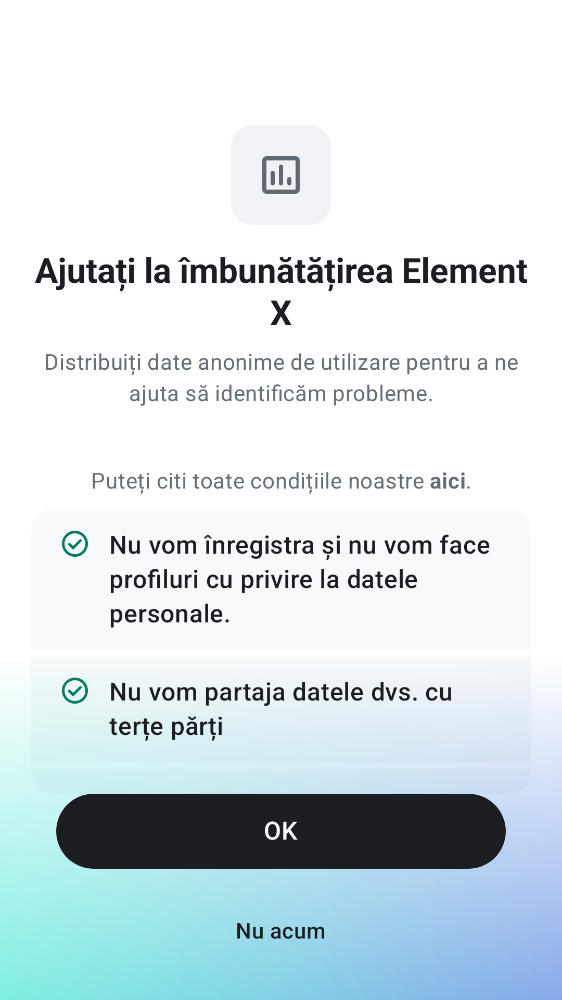 Ajutați la îmbunătățirea Element
X
Distribuiți date anonime de utilizare pentru a ne
ajuta să identificăm probleme.
Puteți citi toate condițiile noastre aici.
Nu vom înregistra și nu vom face
profiluri cu privire la datele
personale.
Nu vom partaja datele dvs. cu
terțe părți
OK
Nu acum